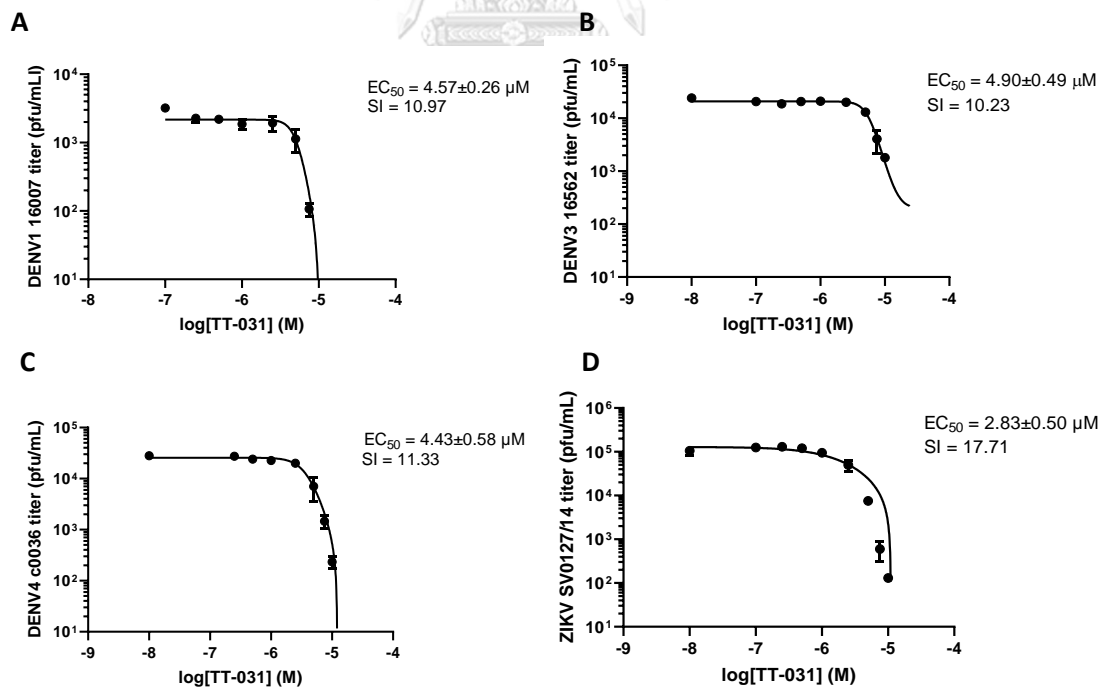 A
DENV1 16007 titer (pfu/mLl)
10⁴
10³
10²
10¹
-8 -7 -6 -5 -4
log[TT-031] (M)
EC₅₀ = 4.57±0.26 µM
SI = 10.97
B
DENV3 16562 titer (pfu/mL)
10⁵
10⁴
10³
10²
10¹
-9 -8 -7 -6 -5 -4
log[TT-031] (M)
EC₅₀ = 4.90±0.49 µM
SI = 10.23
C
DENV4 c0036 titer (pfu/mL)
10⁵
10⁴
10³
10²
10¹
-9 -8 -7 -6 -5 -4
log[TT-031] (M)
EC₅₀ = 4.43±0.58 µM
SI = 11.33
D
ZIKV SV0127/14 titer (pfu/mL)
10⁶
10⁵
10⁴
10³
10²
10¹
-9 -8 -7 -6 -5 -4
log[TT-031] (M)
EC₅₀ = 2.83±0.50 µM
SI = 17.71